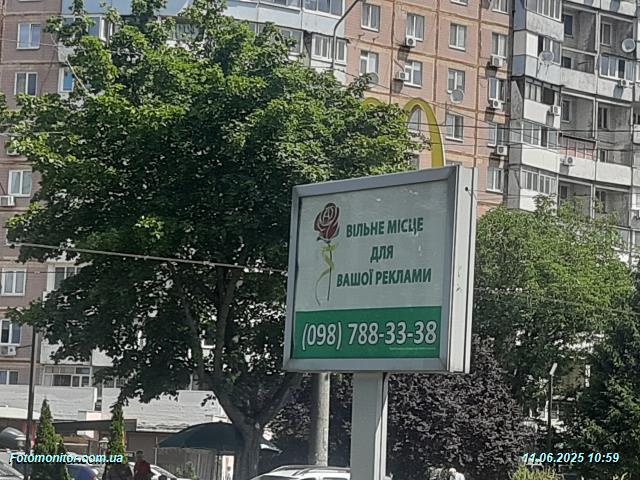 ВІЛЬНЕ МІСЦЕ
ДЛЯ
ВАШОЇ РЕКЛАМИ
(098) 788-33-38
Fotomonitor.com.ua
11.06.2025 10:59